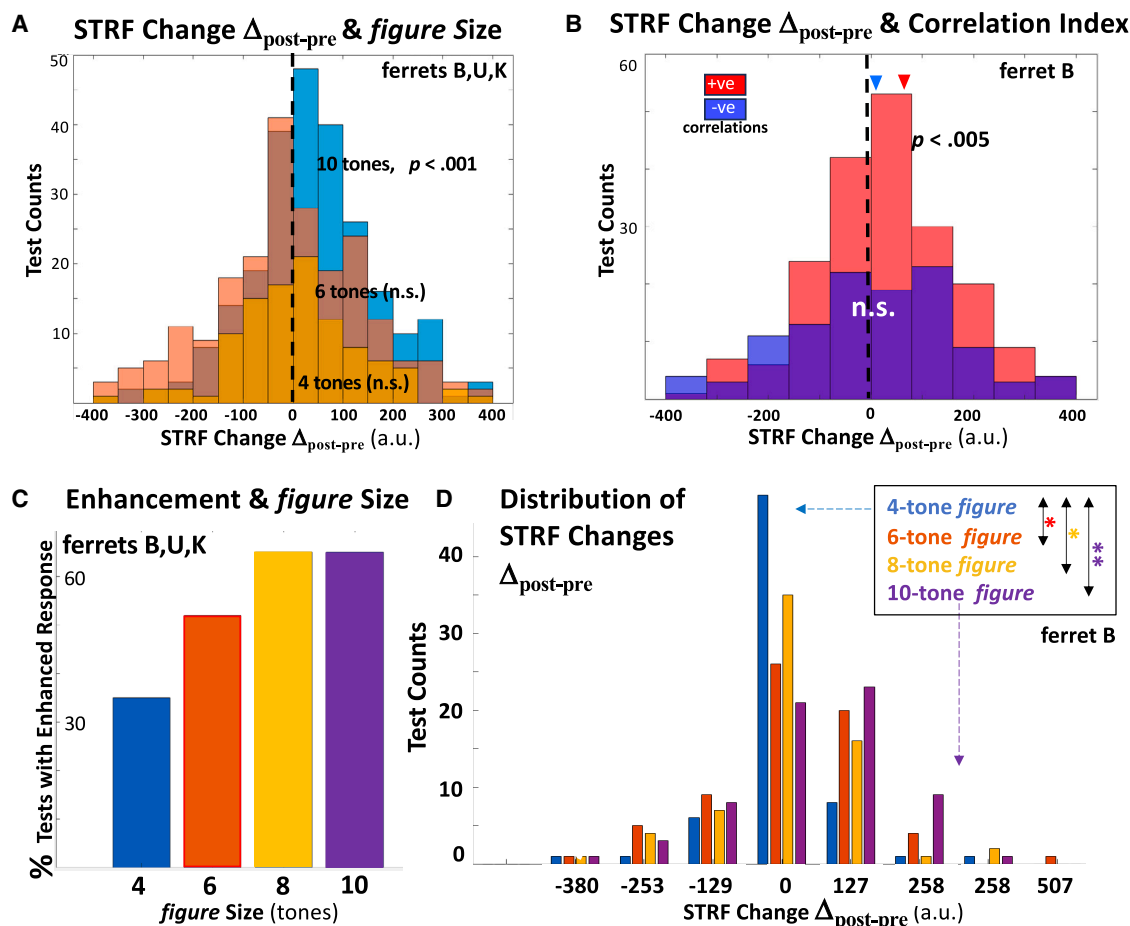 A
STRF Change Δpost-pre & figure Size
ferrets B,U,K
50
40
30
20
10
Test Counts
10 tones, p < .001
6 tones (n.s.)
4 tones (n.s.)
-400 -300 -200 -100 0 100 200 300 400
STRF Change Δpost-pre (a.u.)
B
STRF Change Δpost-pre & Correlation Index
ferret B
60
30
Test Counts
+ve
-ve
correlations
p < .005
n.s.
-400 -200 0 200 400
STRF Change Δpost-pre (a.u.)
C
Enhancement & figure Size
ferrets B,U,K
60
30
% Tests with Enhanced Response
4 6 8 10
figure Size (tones)
D
Distribution of
STRF Changes
Δpost-pre
4-tone figure
6-tone figure
8-tone figure
10-tone figure
*
*
**
ferret B
40
30
20
10
0
Test Counts
-380 -253 -129 0 127 258 258 507
STRF Change Δpost-pre (a.u.)